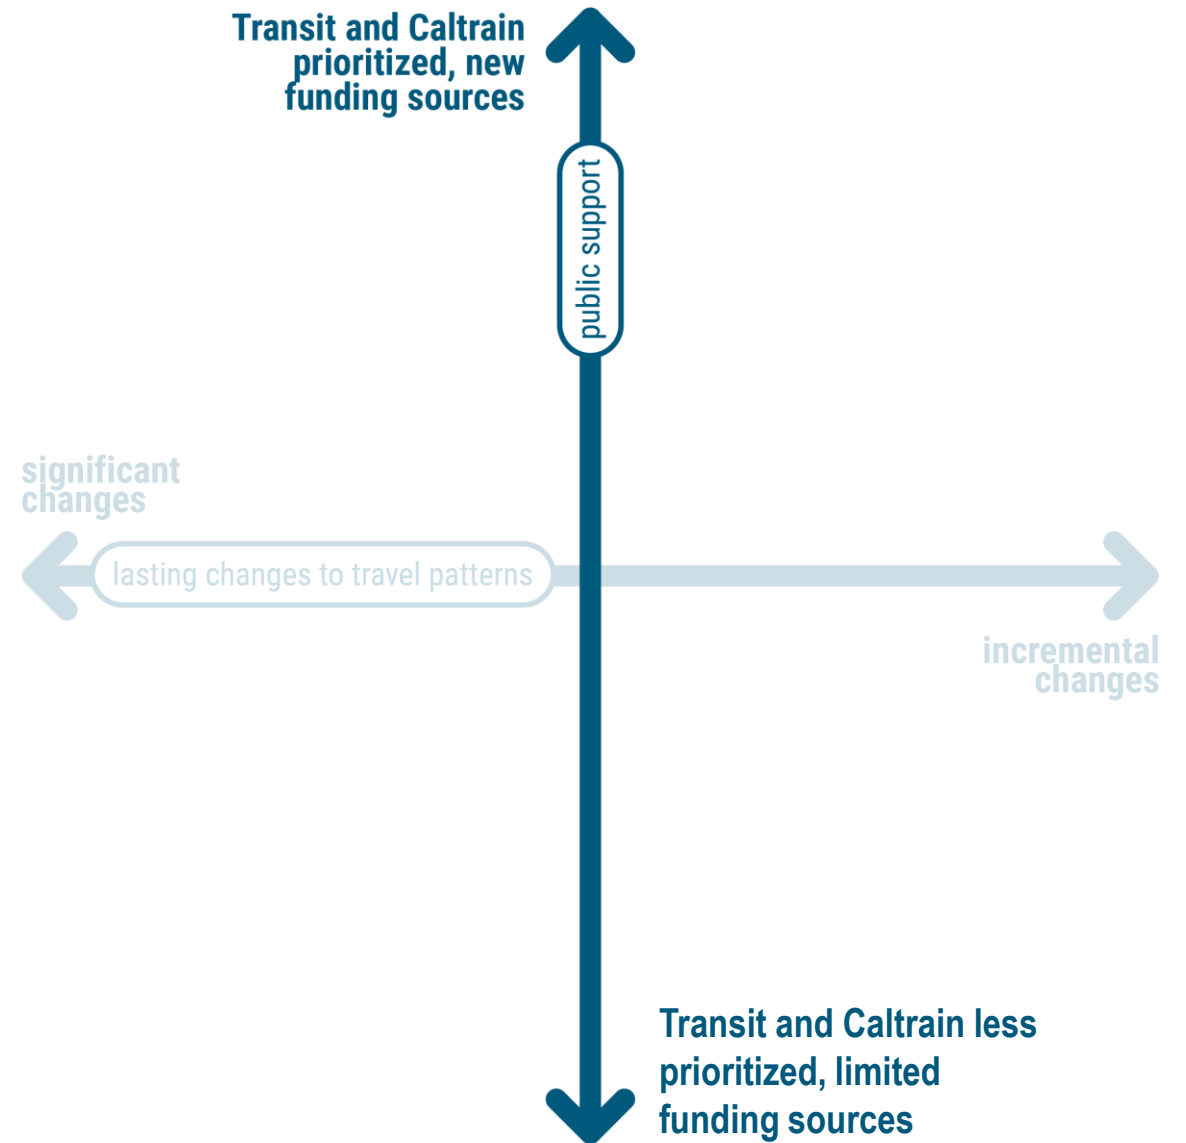 Transit and Caltrain
prioritized, new
funding sources
public support
significant
changes
lasting changes to travel patterns
incremental
changes
Transit and Caltrain less
prioritized, limited
funding sources